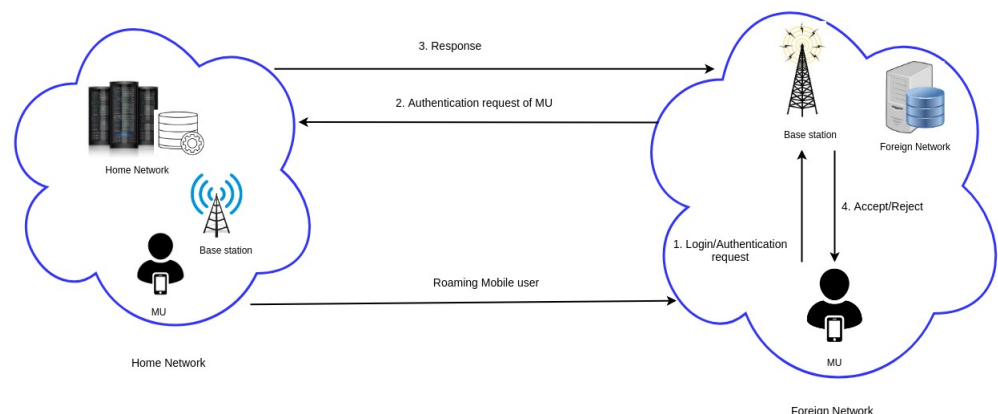 3. Response
2. Authentication request of MU
Home Network
Base station
MU
Home Network
Roaming Mobile user
Base station
Foreign Network
4. Accept/Reject
1. Login/Authentication
request
MU
Foreign Network